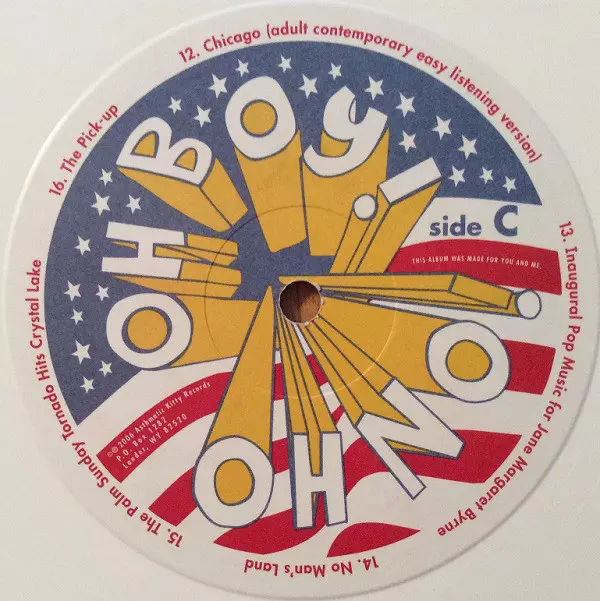 12. Chicago (adult contemporary easy listening version)
13. Inaugural Pop Music for Jane Margaret Byrne
14. No Man's Land
15. The Palm Sunday Tornado Hits Crystal Lake
16. The Pick-up
OH Boy!
OH NO!
side C
THIS ALBUM WAS MADE FOR YOU AND ME.
©℗ 2006 Asthmatic Kitty Records
P.O. Box 1282
Lander, WY 82520